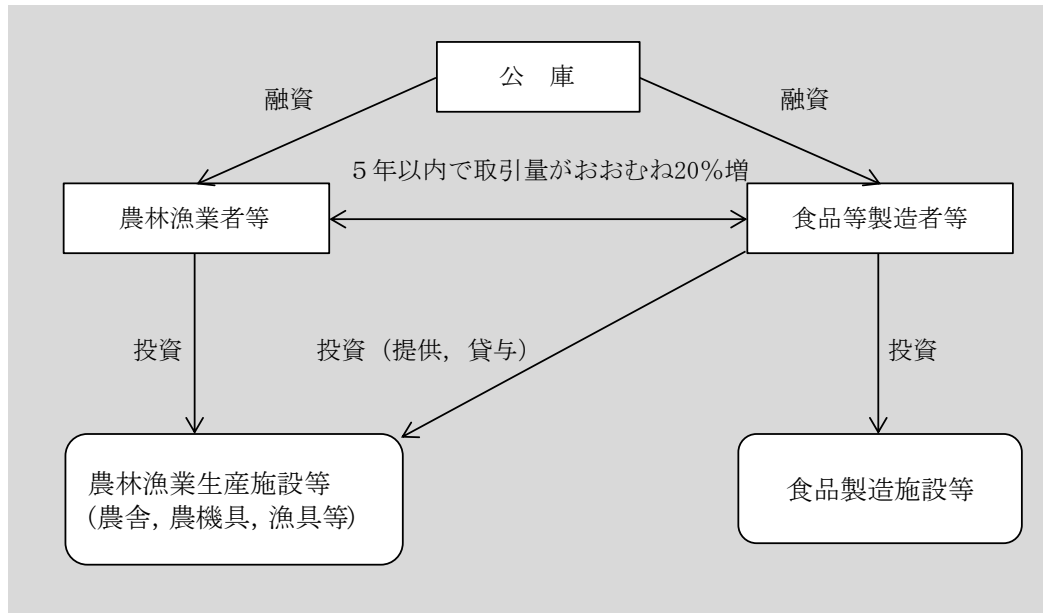 公　庫
融資
融資
５年以内で取引量がおおむね20％増
農林漁業者等
食品等製造者等
投資
投資（提供，貸与）
投資
農林漁業生産施設等
（農舎，農機具，漁具等）
食品製造施設等